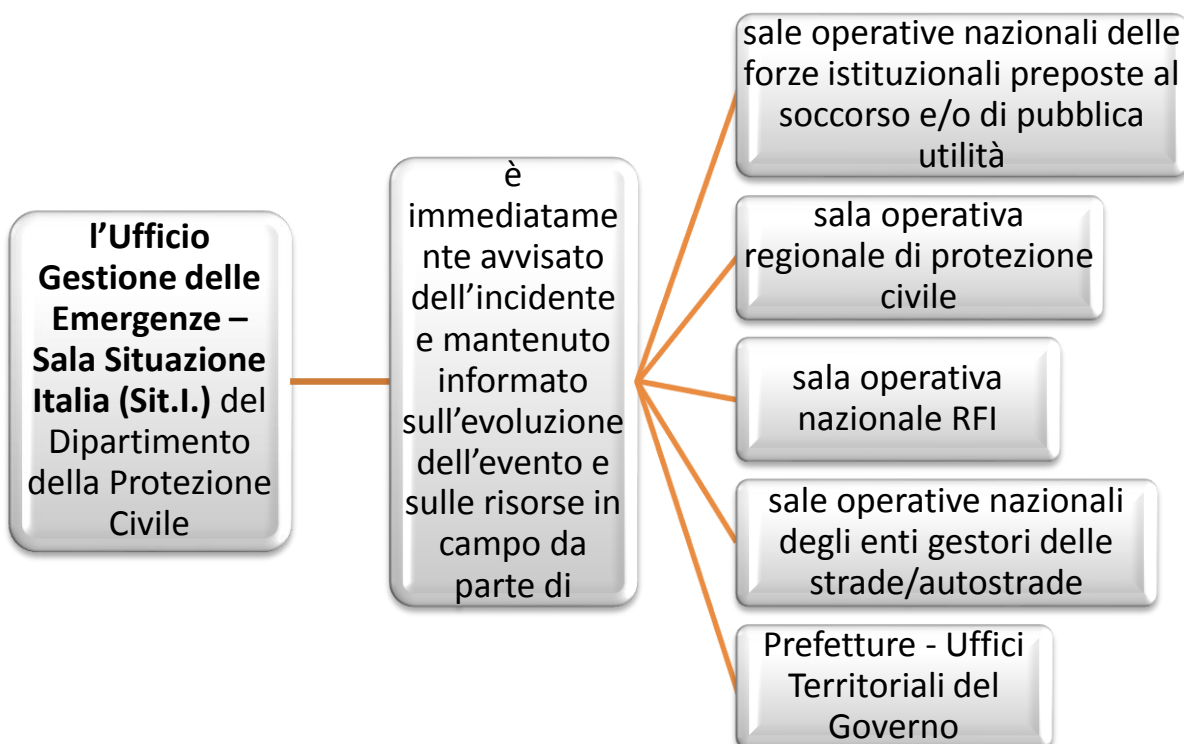 l’Ufficio
Gestione delle
Emergenze –
Sala Situazione
Italia (Sit.I.) del
Dipartimento
della Protezione
Civile
è
immediatame
nte avvisato
dell’incidente
e mantenuto
informato
sull’evoluzione
dell’evento e
sulle risorse in
campo da
parte di
sale operative nazionali delle
forze istituzionali preposte al
soccorso e/o di pubblica
utilità
sala operativa
regionale di protezione
civile
sala operativa
nazionale RFI
sale operative nazionali
degli enti gestori delle
strade/autostrade
Prefetture - Uffici
Territoriali del
Governo